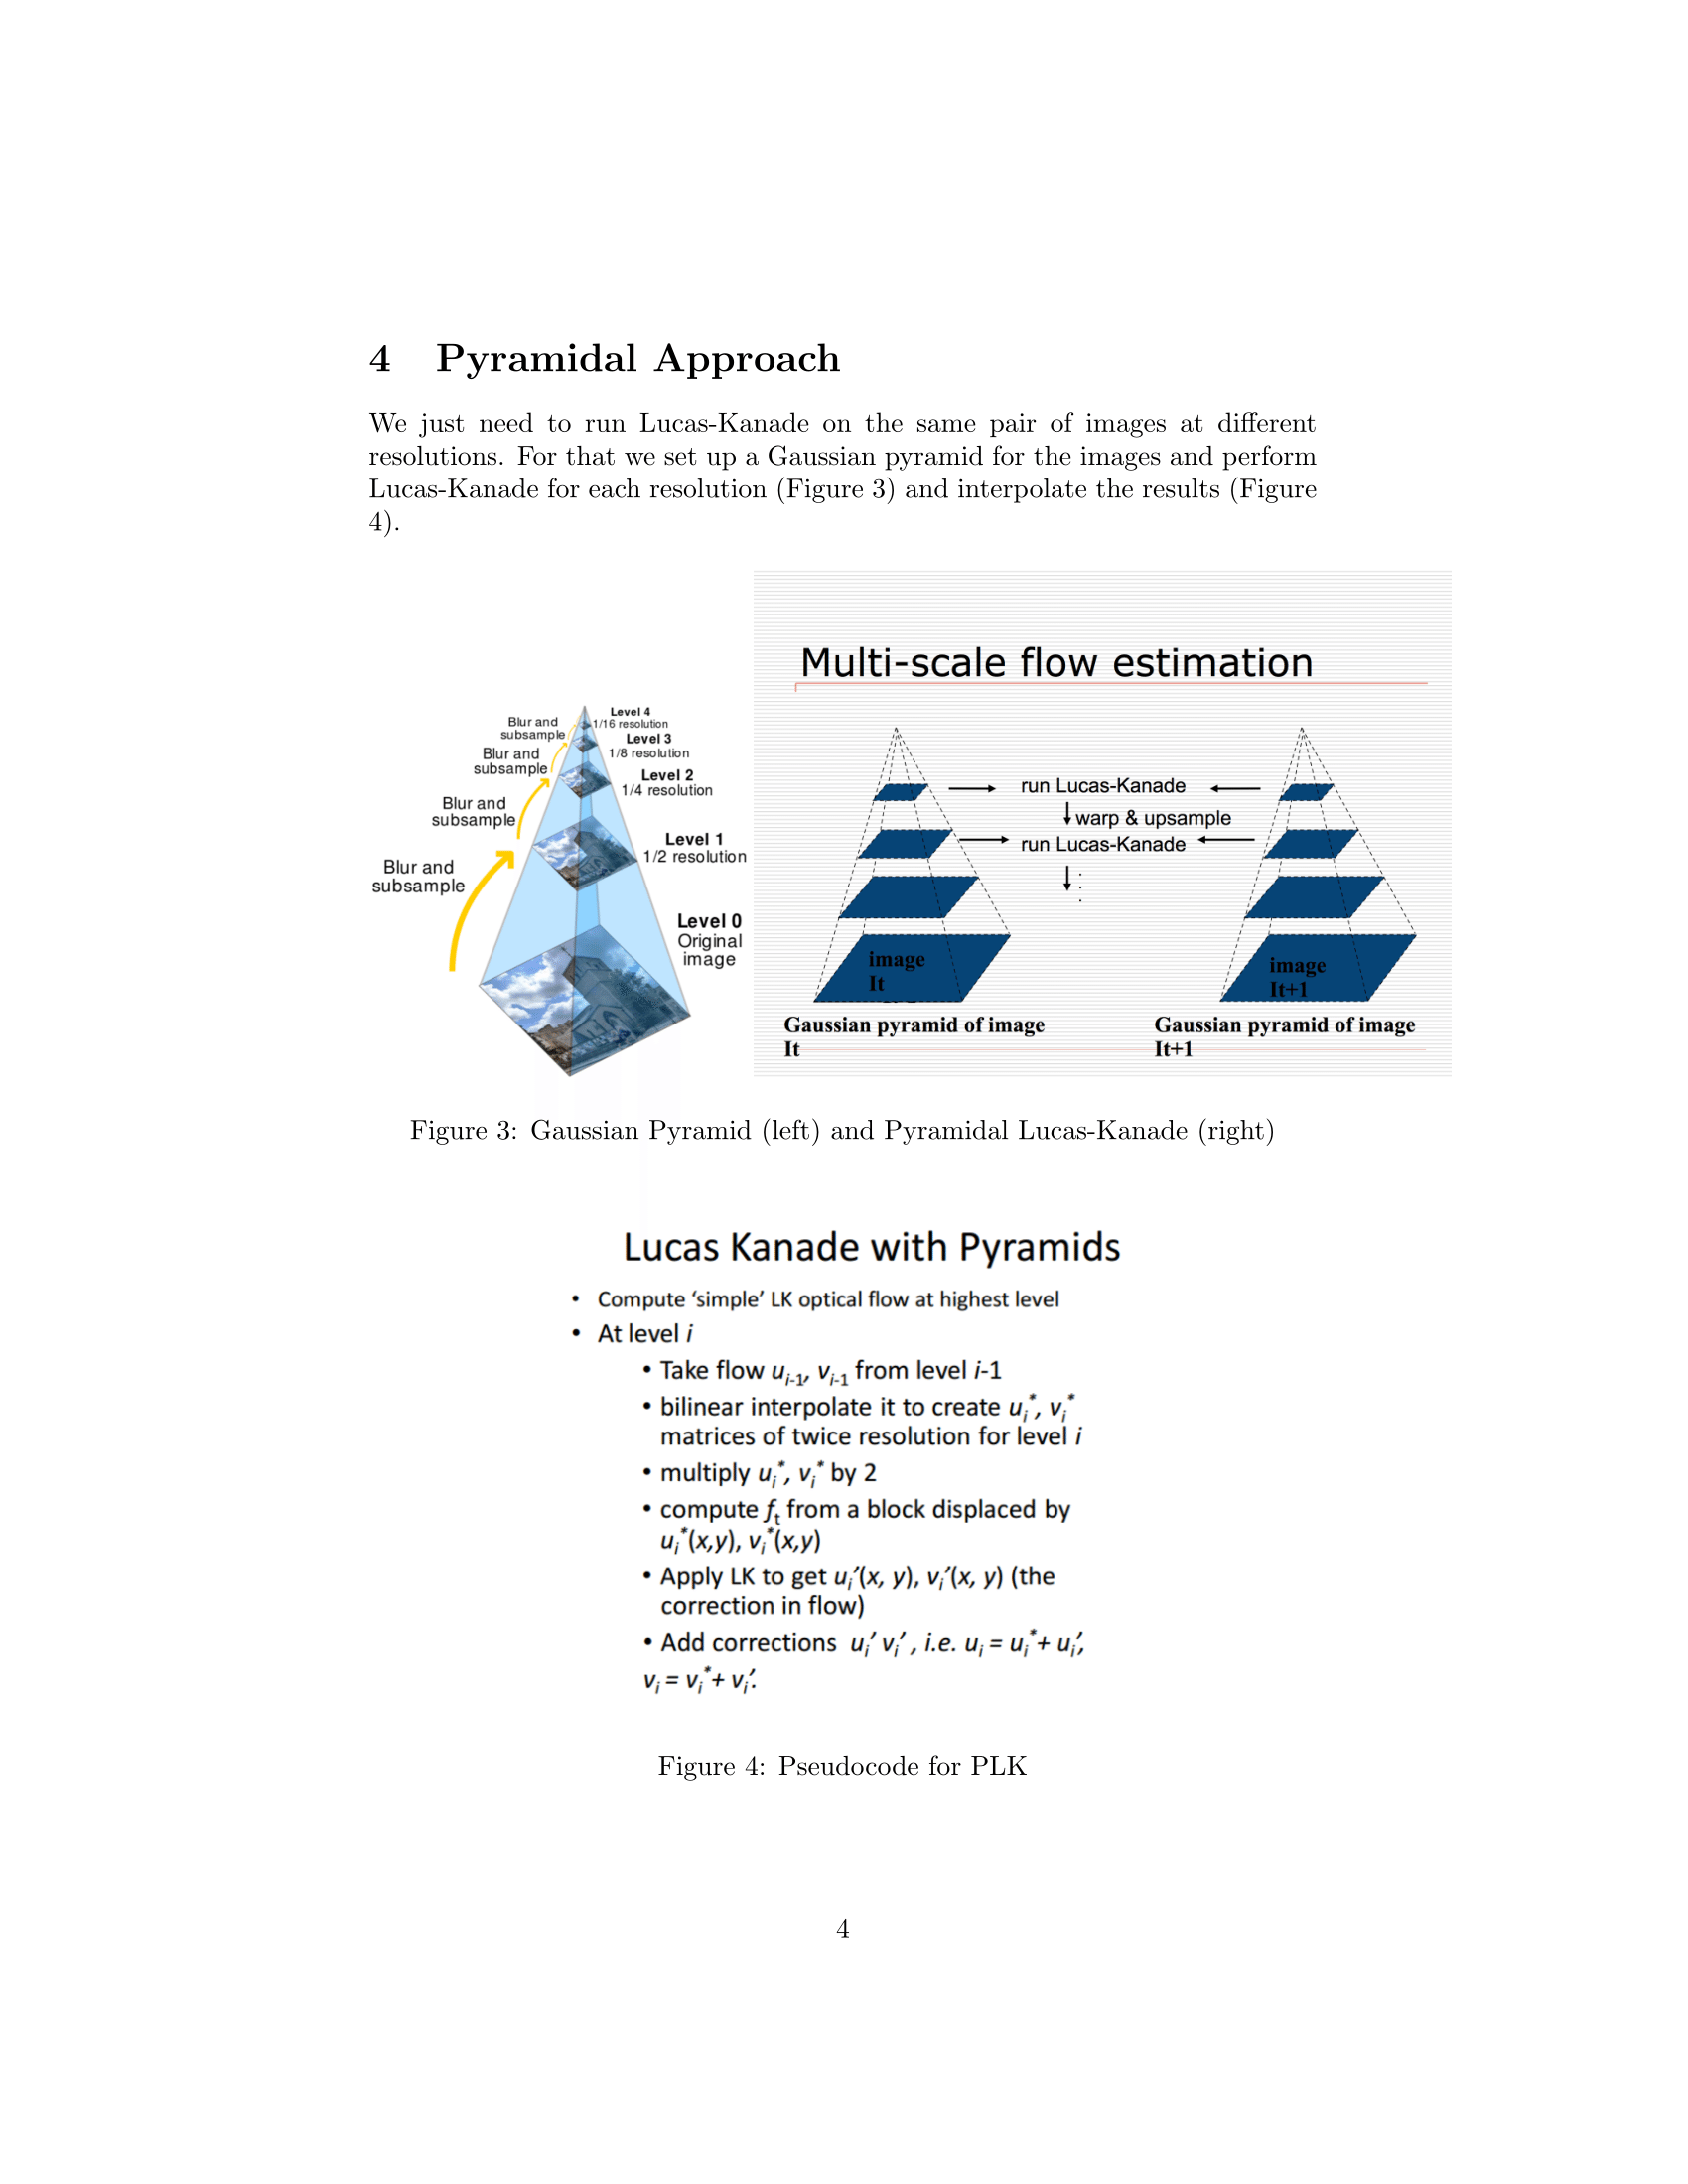 4 Pyramidal Approach
We just need to run Lucas-Kanade on the same pair of images at different
resolutions. For that we set up a Gaussian pyramid for the images and perform
Lucas-Kanade for each resolution (Figure 3) and interpolate the results (Figure
4).
Level 4
1/16 resolution
Blur and
subsample
Level 3
1/8 resolution
Blur and
subsample
Level 2
1/4 resolution
Blur and
subsample
Level 1
1/2 resolution
Blur and
subsample
Level 0
Original
image
Multi-scale flow estimation
run Lucas-Kanade
warp & upsample
run Lucas-Kanade
image
It
image
It+1
Gaussian pyramid of image
It
Gaussian pyramid of image
It+1
Figure 3: Gaussian Pyramid (left) and Pyramidal Lucas-Kanade (right)
Lucas Kanade with Pyramids
• Compute ‘simple’ LK optical flow at highest level
• At level i
• Take flow u_{i-1}, v_{i-1} from level i-1
• bilinear interpolate it to create u_i^*, v_i^*
matrices of twice resolution for level i
• multiply u_i^*, v_i^* by 2
• compute f_t from a block displaced by
u_i^*(x,y), v_i^*(x,y)
• Apply LK to get u_i’(x, y), v_i’(x, y) (the
correction in flow)
• Add corrections u_i’ v_i’ , i.e. u_i = u_i^* + u_i’,
v_i = v_i^* + v_i’.
Figure 4: Pseudocode for PLK
4